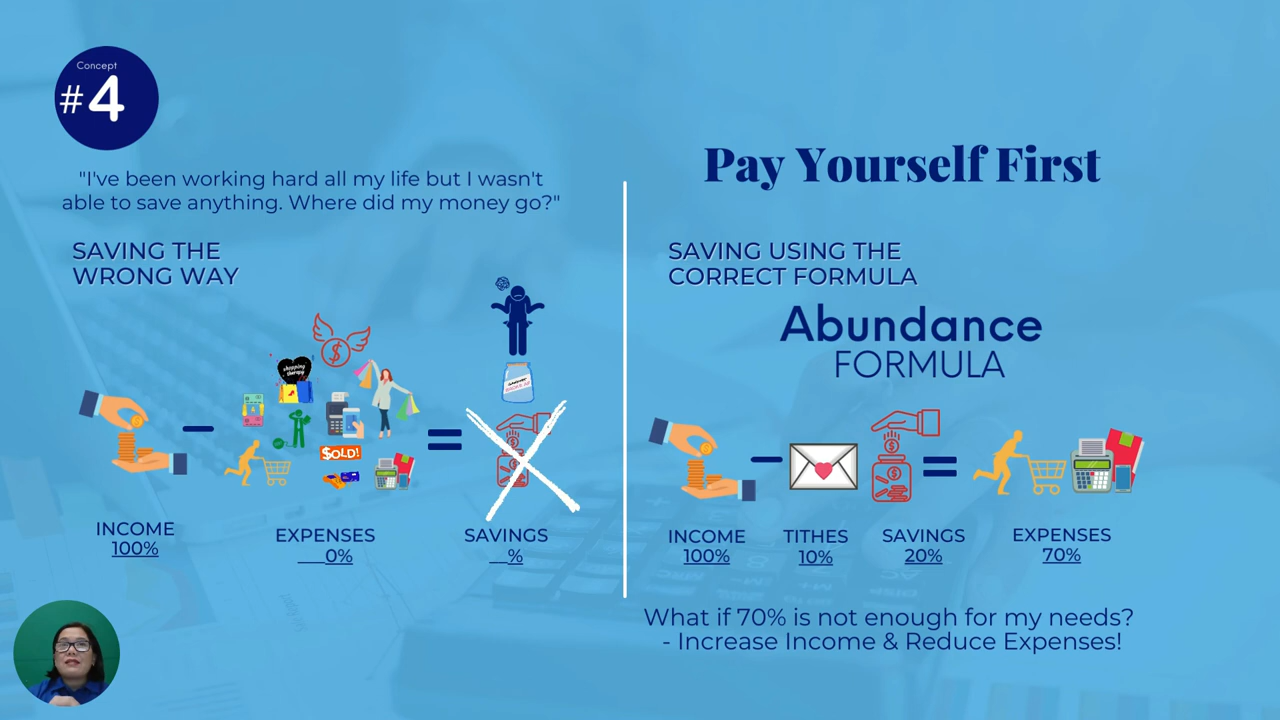 Concept
#4
"I've been working hard all my life but I wasn't
able to save anything. Where did my money go?"
SAVING THE
WRONG WAY
shopping
therapy
$OLD!
INCOME
100%
EXPENSES
___0%
SAVINGS
__%
Pay Yourself First
SAVING USING THE
CORRECT FORMULA
Abundance
FORMULA
INCOME
100%
TITHES
10%
SAVINGS
20%
EXPENSES
70%
What if 70% is not enough for my needs?
- Increase Income & Reduce Expenses!